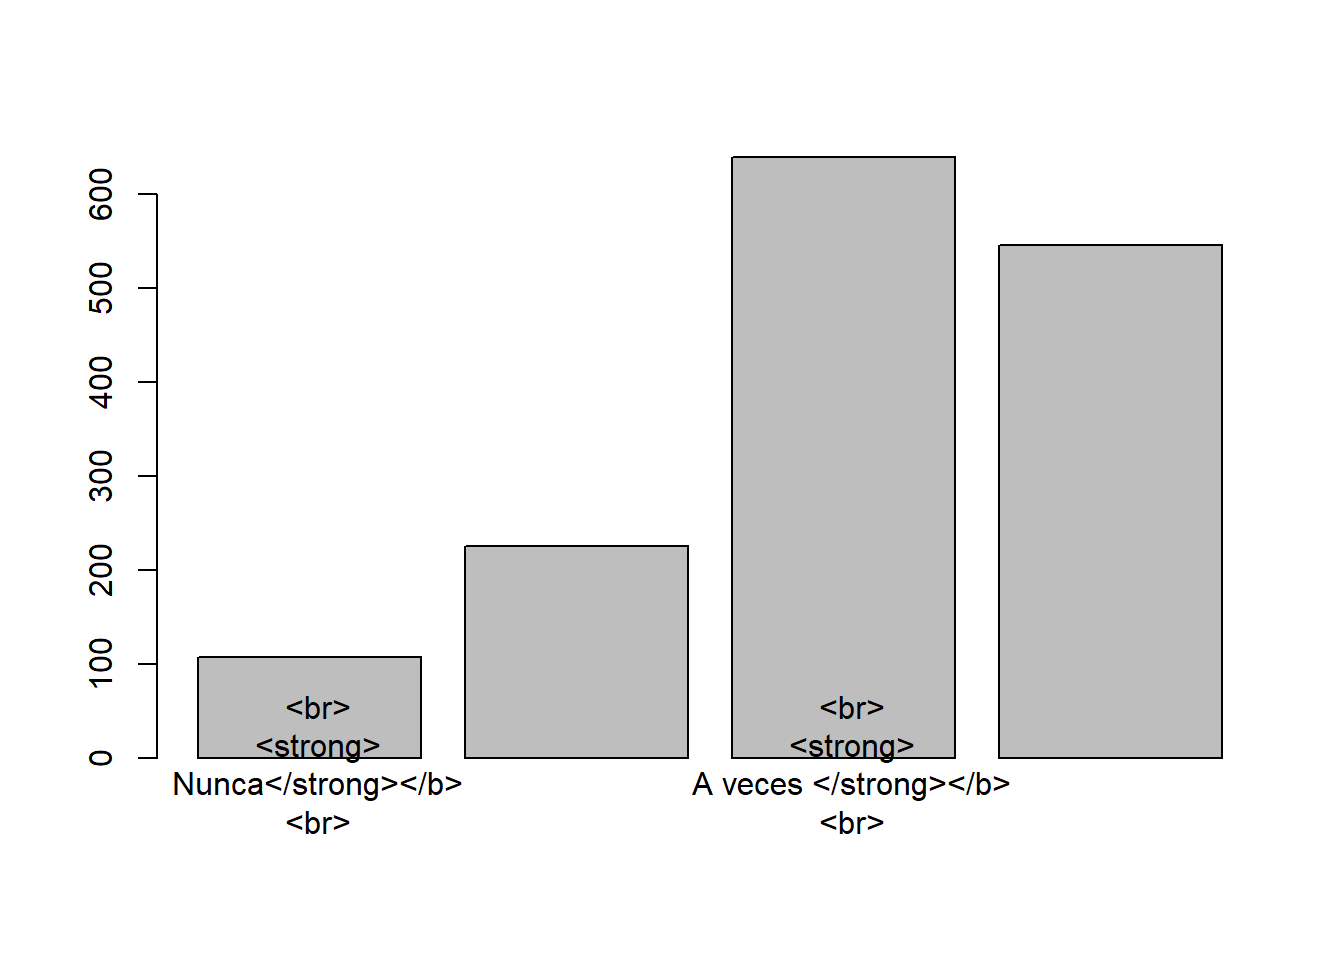 600
500
400
300
200
100
0
<br>
<strong>
Nunca</strong></b>
<br>
<br>
<strong>
A veces </strong></b>
<br>